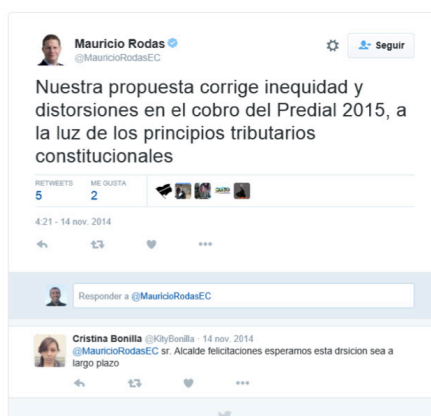 Mauricio Rodas
@MauricioRodasEC
Seguir
Nuestra propuesta corrige inequidad y
distorsiones en el cobro del Predial 2015, a
la luz de los principios tributarios
constitucionales
RETWEETS ME GUSTA
5 2
4:21 - 14 nov. 2014
Responder a @MauricioRodasEC
Cristina Bonilla @KityBonilla · 14 nov. 2014
@MauricioRodasEC sr. Alcalde felicitaciones esperamos esta drsicion sea a
largo plazo